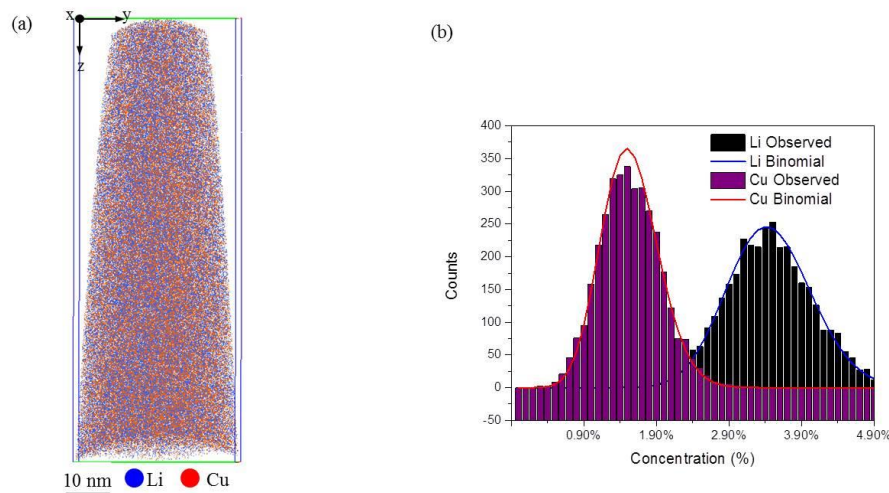 (a)
x
y
z
10 nm
Li
Cu
(b)
Li Observed
Li Binomial
Cu Observed
Cu Binomial
Counts
400
350
300
250
200
150
100
50
0
-50
0.90%
1.90%
2.90%
3.90%
4.90%
Concentration (%)